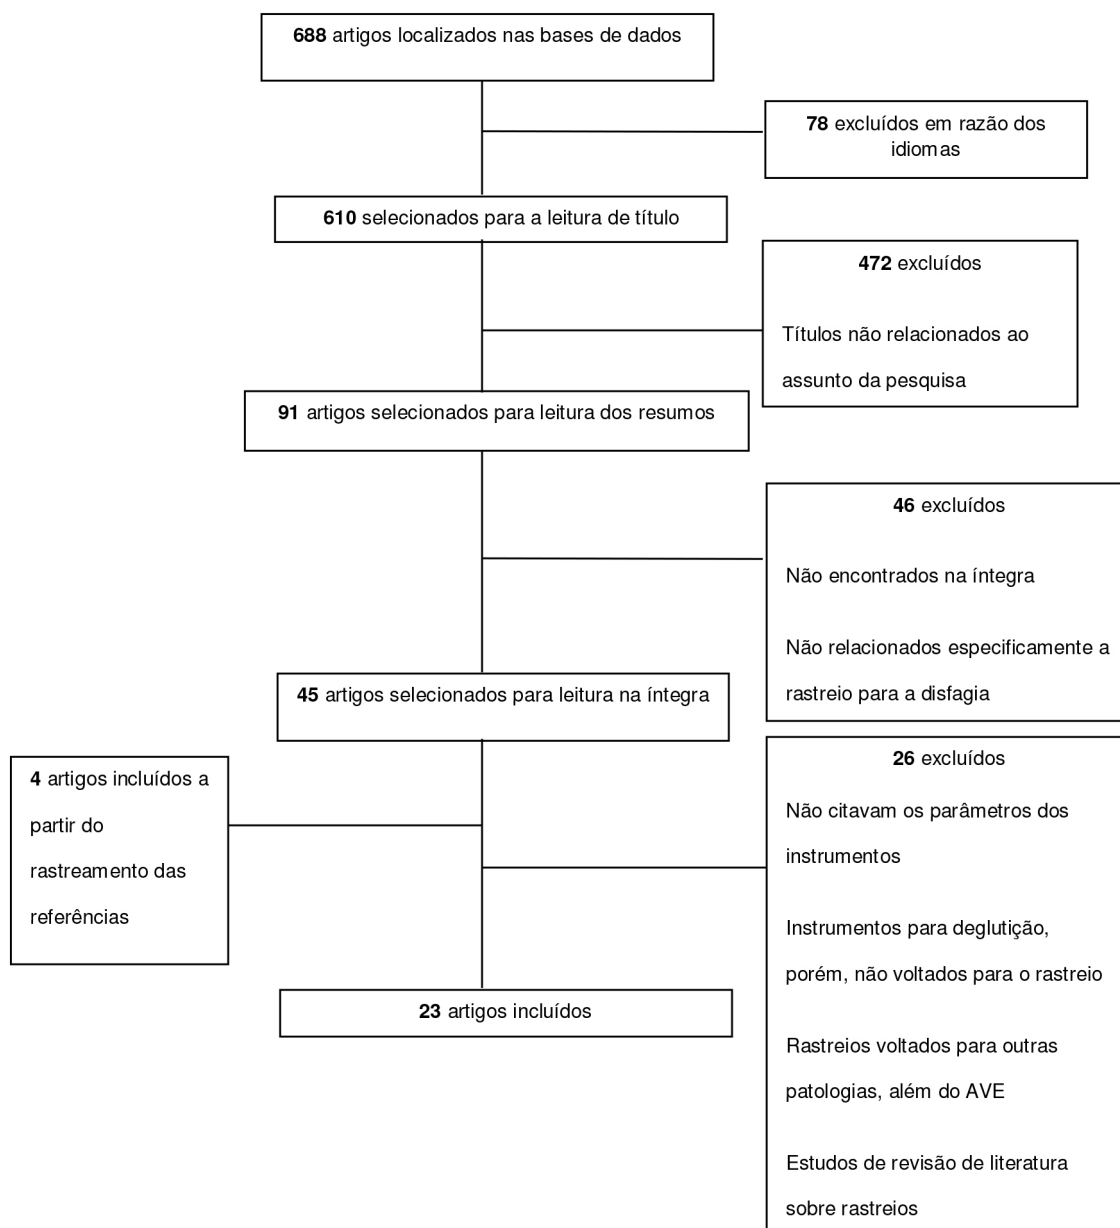 688 artigos localizados nas bases de dados
78 excluídos em razão dos
idiomas
610 selecionados para a leitura de título
472 excluídos
Títulos não relacionados ao
assunto da pesquisa
91 artigos selecionados para leitura dos resumos
46 excluídos
Não encontrados na íntegra
Não relacionados especificamente a
rastreio para a disfagia
45 artigos selecionados para leitura na íntegra
4 artigos incluídos a
partir do
rastreamento das
referências
26 excluídos
Não citavam os parâmetros dos
instrumentos
Instrumentos para deglutição,
porém, não voltados para o rastreio
Rastreios voltados para outras
patologias, além do AVE
Estudos de revisão de literatura
sobre rastreios
23 artigos incluídos